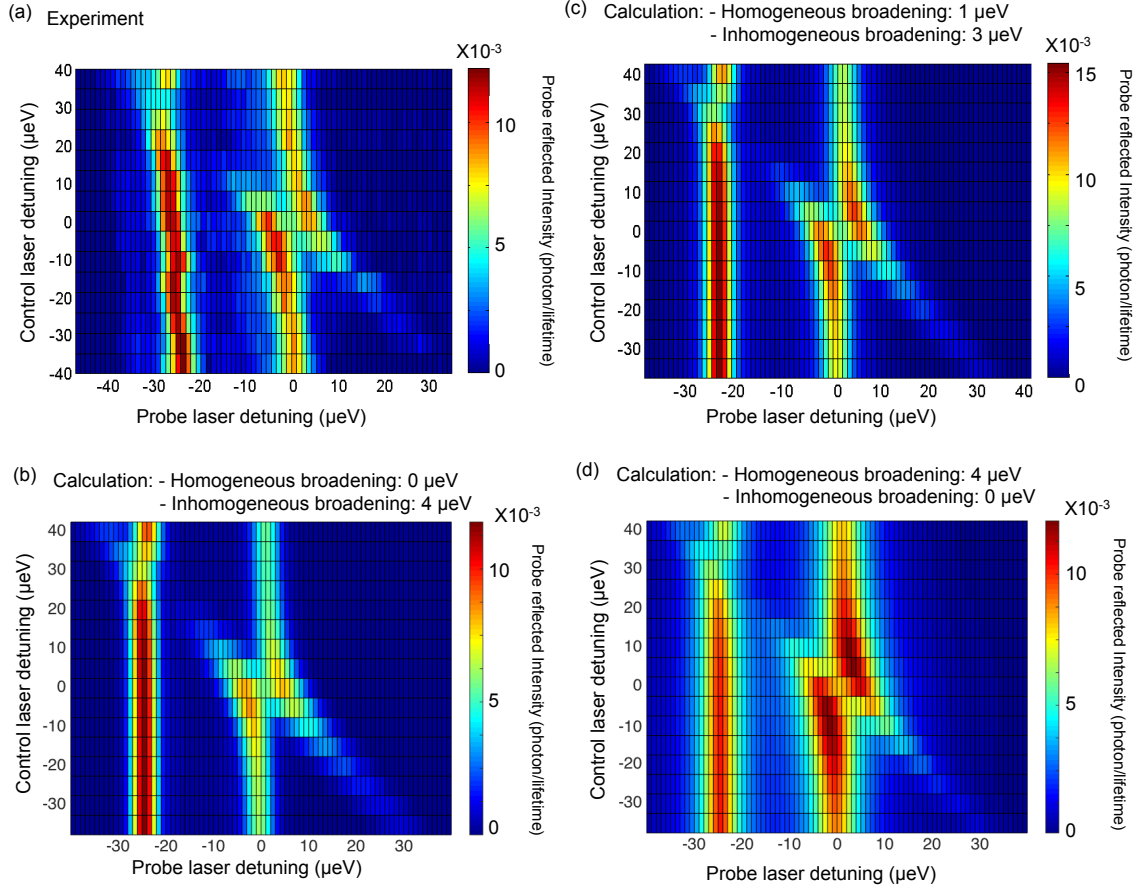 (a) Experiment
X10⁻³
40
30
20
10
0
-10
-20
-30
-40
Control laser detuning (µeV)
-40 -30 -20 -10 0 10 20 30
Probe laser detuning (µeV)
10
5
0
Probe reflected Intensity (photon/lifetime)
(c) Calculation: - Homogeneous broadening: 1 µeV
- Inhomogeneous broadening: 3 µeV
X10⁻³
40
30
20
10
0
-10
-20
-30
Control laser detuning (µeV)
-30 -20 -10 0 10 20 30 40
Probe laser detuning (µeV)
15
10
5
0
Probe reflected Intensity (photon/lifetime)
(b) Calculation: - Homogeneous broadening: 0 µeV
- Inhomogeneous broadening: 4 µeV
X10⁻³
40
30
20
10
0
-10
-20
-30
Control laser detuning (µeV)
-30 -20 -10 0 10 20 30
Probe laser detuning (µeV)
10
5
0
Probe reflected Intensity (photon/lifetime)
(d) Calculation: - Homogeneous broadening: 4 µeV
- Inhomogeneous broadening: 0 µeV
X10⁻³
40
30
20
10
0
-10
-20
-30
Control laser detuning (µeV)
-30 -20 -10 0 10 20 30
Probe laser detuning (µeV)
10
5
0
Probe reflected Intensity (photon/lifetime)